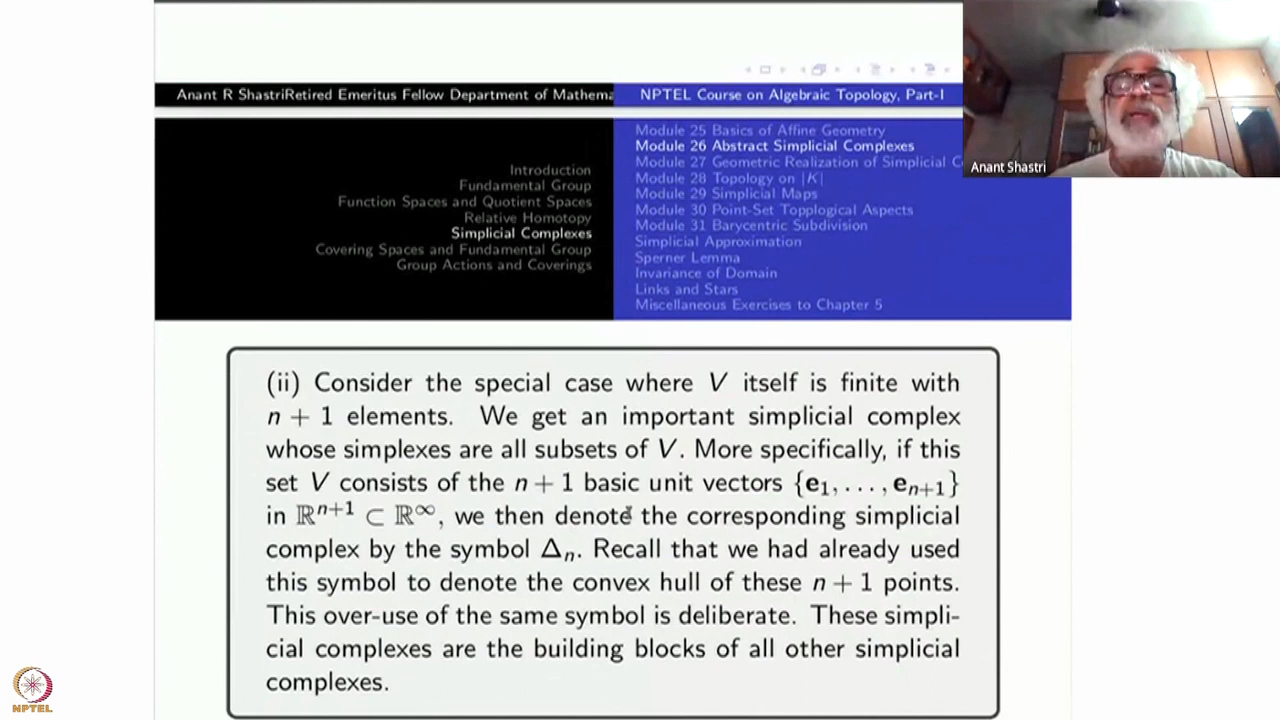 Anant R ShastriRetired Emeritus Fellow Department of Mathema
NPTEL Course on Algebraic Topology, Part-I
Anant Shastri
Introduction
Fundamental Group
Function Spaces and Quotient Spaces
Relative Homotopy
Simplicial Complexes
Covering Spaces and Fundamental Group
Group Actions and Coverings
Module 25 Basics of Affine Geometry
Module 26 Abstract Simplicial Complexes
Module 27 Geometric Realization of Simplicial C
Module 28 Topology on |K|
Module 29 Simplicial Maps
Module 30 Point-Set Topplogical Aspects
Module 31 Barycentric Subdivision
Simplicial Approximation
Sperner Lemma
Invariance of Domain
Links and Stars
Miscellaneous Exercises to Chapter 5
(ii) Consider the special case where V itself is finite with
n + 1 elements. We get an important simplicial complex
whose simplexes are all subsets of V. More specifically, if this
set V consists of the n + 1 basic unit vectors {e₁, . . . , eₙ₊₁}
in ℝⁿ⁺¹ ⊂ ℝ^∞, we then denote the corresponding simplicial
complex by the symbol Δₙ. Recall that we had already used
this symbol to denote the convex hull of these n + 1 points.
This over-use of the same symbol is deliberate. These simpli-
cial complexes are the building blocks of all other simplicial
complexes.
NPTEL